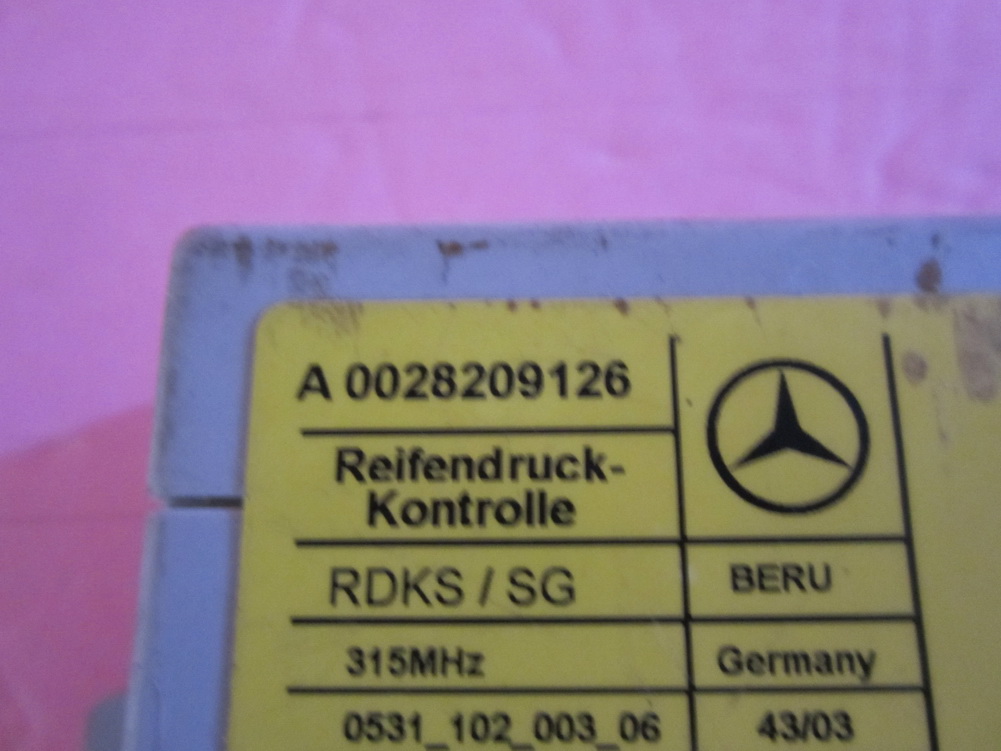 A 0028209126
Reifendruck-
Kontrolle
RDKS / SG
BERU
315MHz
Germany
0531_102_003_06
43/03